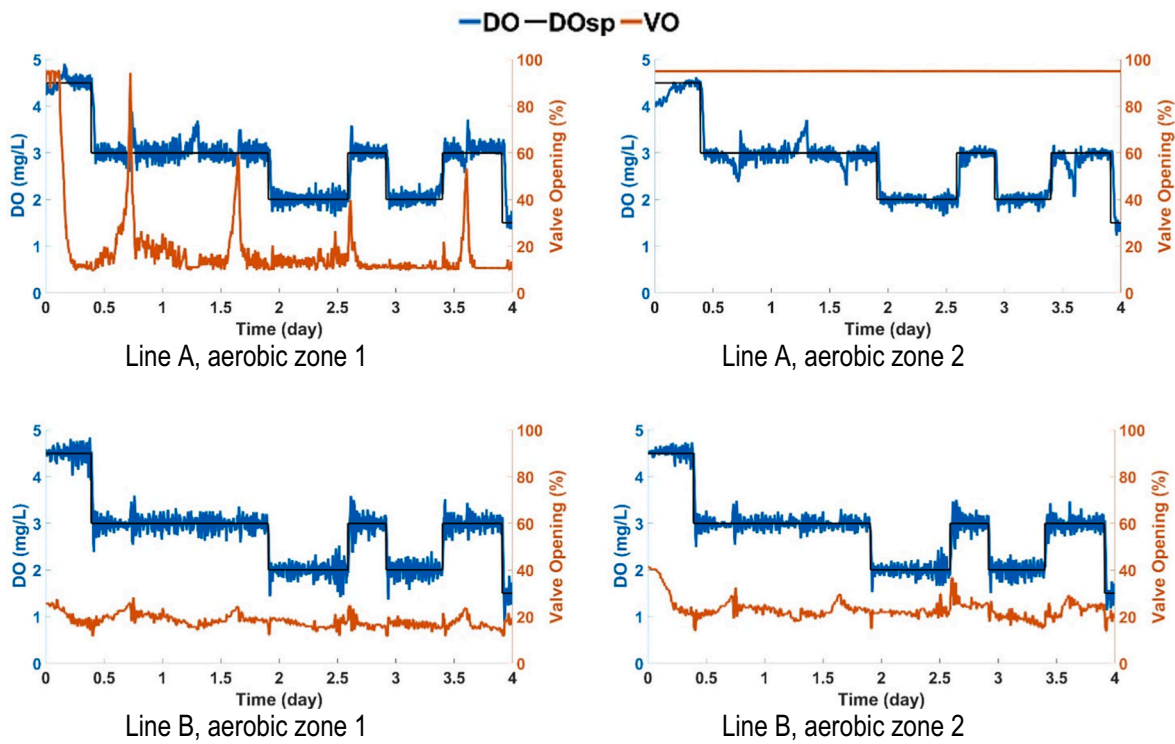 DO DOsp VO
5
4
3
2
1
0
DO (mg/L)
100
80
60
40
20
0
Valve Opening (%)
0 0.5 1 1.5 2 2.5 3 3.5 4
Time (day)
Line A, aerobic zone 1
5
4
3
2
1
0
DO (mg/L)
100
80
60
40
20
0
Valve Opening (%)
0 0.5 1 1.5 2 2.5 3 3.5 4
Time (day)
Line A, aerobic zone 2
5
4
3
2
1
0
DO (mg/L)
100
80
60
40
20
0
Valve Opening (%)
0 0.5 1 1.5 2 2.5 3 3.5 4
Time (day)
Line B, aerobic zone 1
5
4
3
2
1
0
DO (mg/L)
100
80
60
40
20
0
Valve Opening (%)
0 0.5 1 1.5 2 2.5 3 3.5 4
Time (day)
Line B, aerobic zone 2